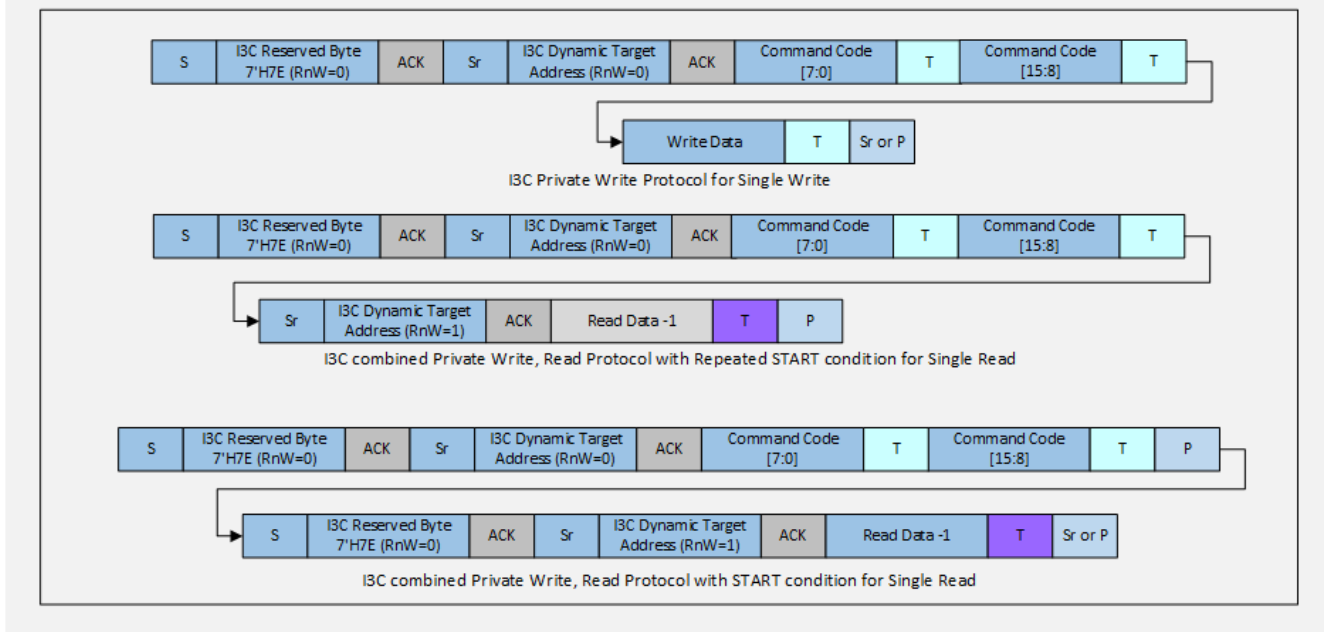 S I3C Reserved Byte 7'H7E (RnW=0) ACK Sr I3C Dynamic Target Address (RnW=0) ACK Command Code [7:0] T Command Code [15:8] T
Write Data T Sr or P
I3C Private Write Protocol for Single Write
S I3C Reserved Byte 7'H7E (RnW=0) ACK Sr I3C Dynamic Target Address (RnW=0) ACK Command Code [7:0] T Command Code [15:8] T
Sr I3C Dynamic Target Address (RnW=1) ACK Read Data -1 T P
I3C combined Private Write, Read Protocol with Repeated START condition for Single Read
S I3C Reserved Byte 7'H7E (RnW=0) ACK Sr I3C Dynamic Target Address (RnW=0) ACK Command Code [7:0] T Command Code [15:8] T P
S I3C Reserved Byte 7'H7E (RnW=0) ACK Sr I3C Dynamic Target Address (RnW=1) ACK Read Data -1 T Sr or P
I3C combined Private Write, Read Protocol with START condition for Single Read